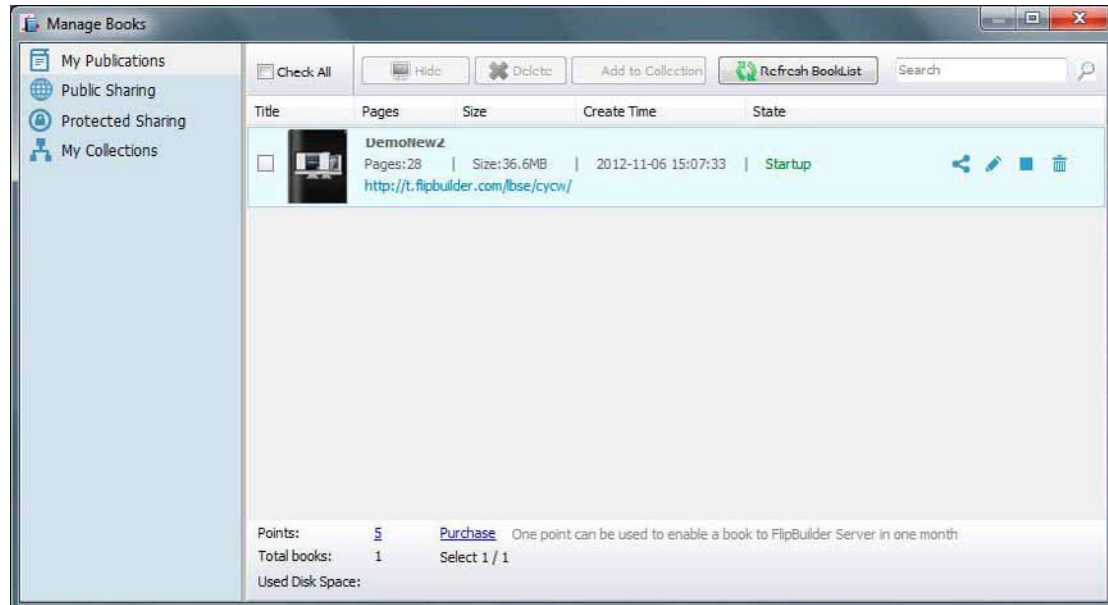 Manage Books
My Publications
Public Sharing
Protected Sharing
My Collections
Check All Hide Delete Add to Collection Refresh BookList Search
Title Pages Size Create Time State
DemoNew2
Pages:28 | Size:36.6MB | 2012-11-06 15:07:33 | Startup
http://t.flipbuilder.com/lbse/cycw/
Points: 5 Purchase One point can be used to enable a book to FlipBuilder Server in one month
Total books: 1 Select 1 / 1
Used Disk Space: